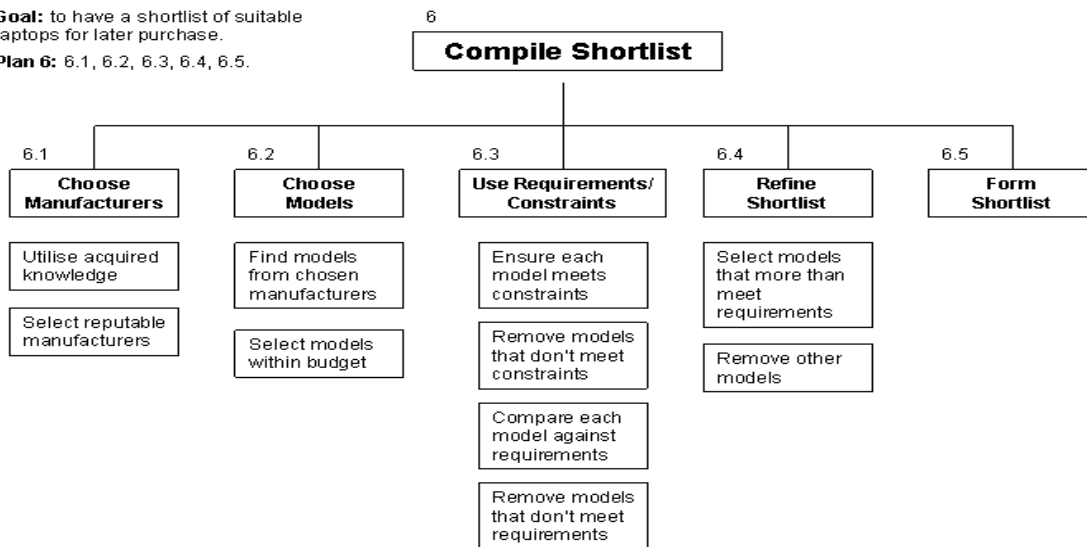 Goal: to have a shortlist of suitable
laptops for later purchase.
Plan 6: 6.1, 6.2, 6.3, 6.4, 6.5.
6
Compile Shortlist
6.1
Choose
Manufacturers
Utilise acquired
knowledge
Select reputable
manufacturers
6.2
Choose
Models
Find models
from chosen
manufacturers
Select models
within budget
6.3
Use Requirements/
Constraints
Ensure each
model meets
constraints
Remove models
that don't meet
constraints
Compare each
model against
requirements
Remove models
that don't meet
requirements
6.4
Refine
Shortlist
Select models
that more than
meet
requirements
Remove other
models
6.5
Form
Shortlist